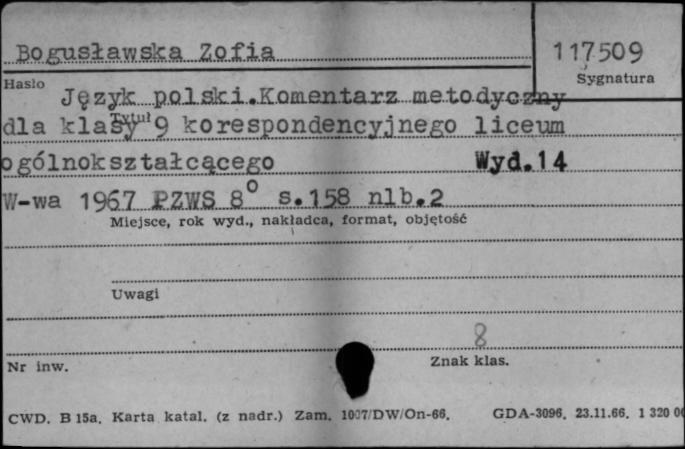 Bogusławska Zofia
117509
Hasło
Sygnatura
Język polski.Komentarz metodyczny
Tytuł
dla klasy 9 korespondencyjnego liceum
ogólnokształcącego Wyd.14
W-wa 1967 PZWS 8° s.158 nlb.2
Miejsce, rok wyd., nakładca, format, objętość
Uwagi
8
Nr inw.
Znak klas.
CWD. B 15a. Karta katal. (z nadr.) Zam. 1007/DW/On-66. GDA-3096. 23.11.66. 1 320 00